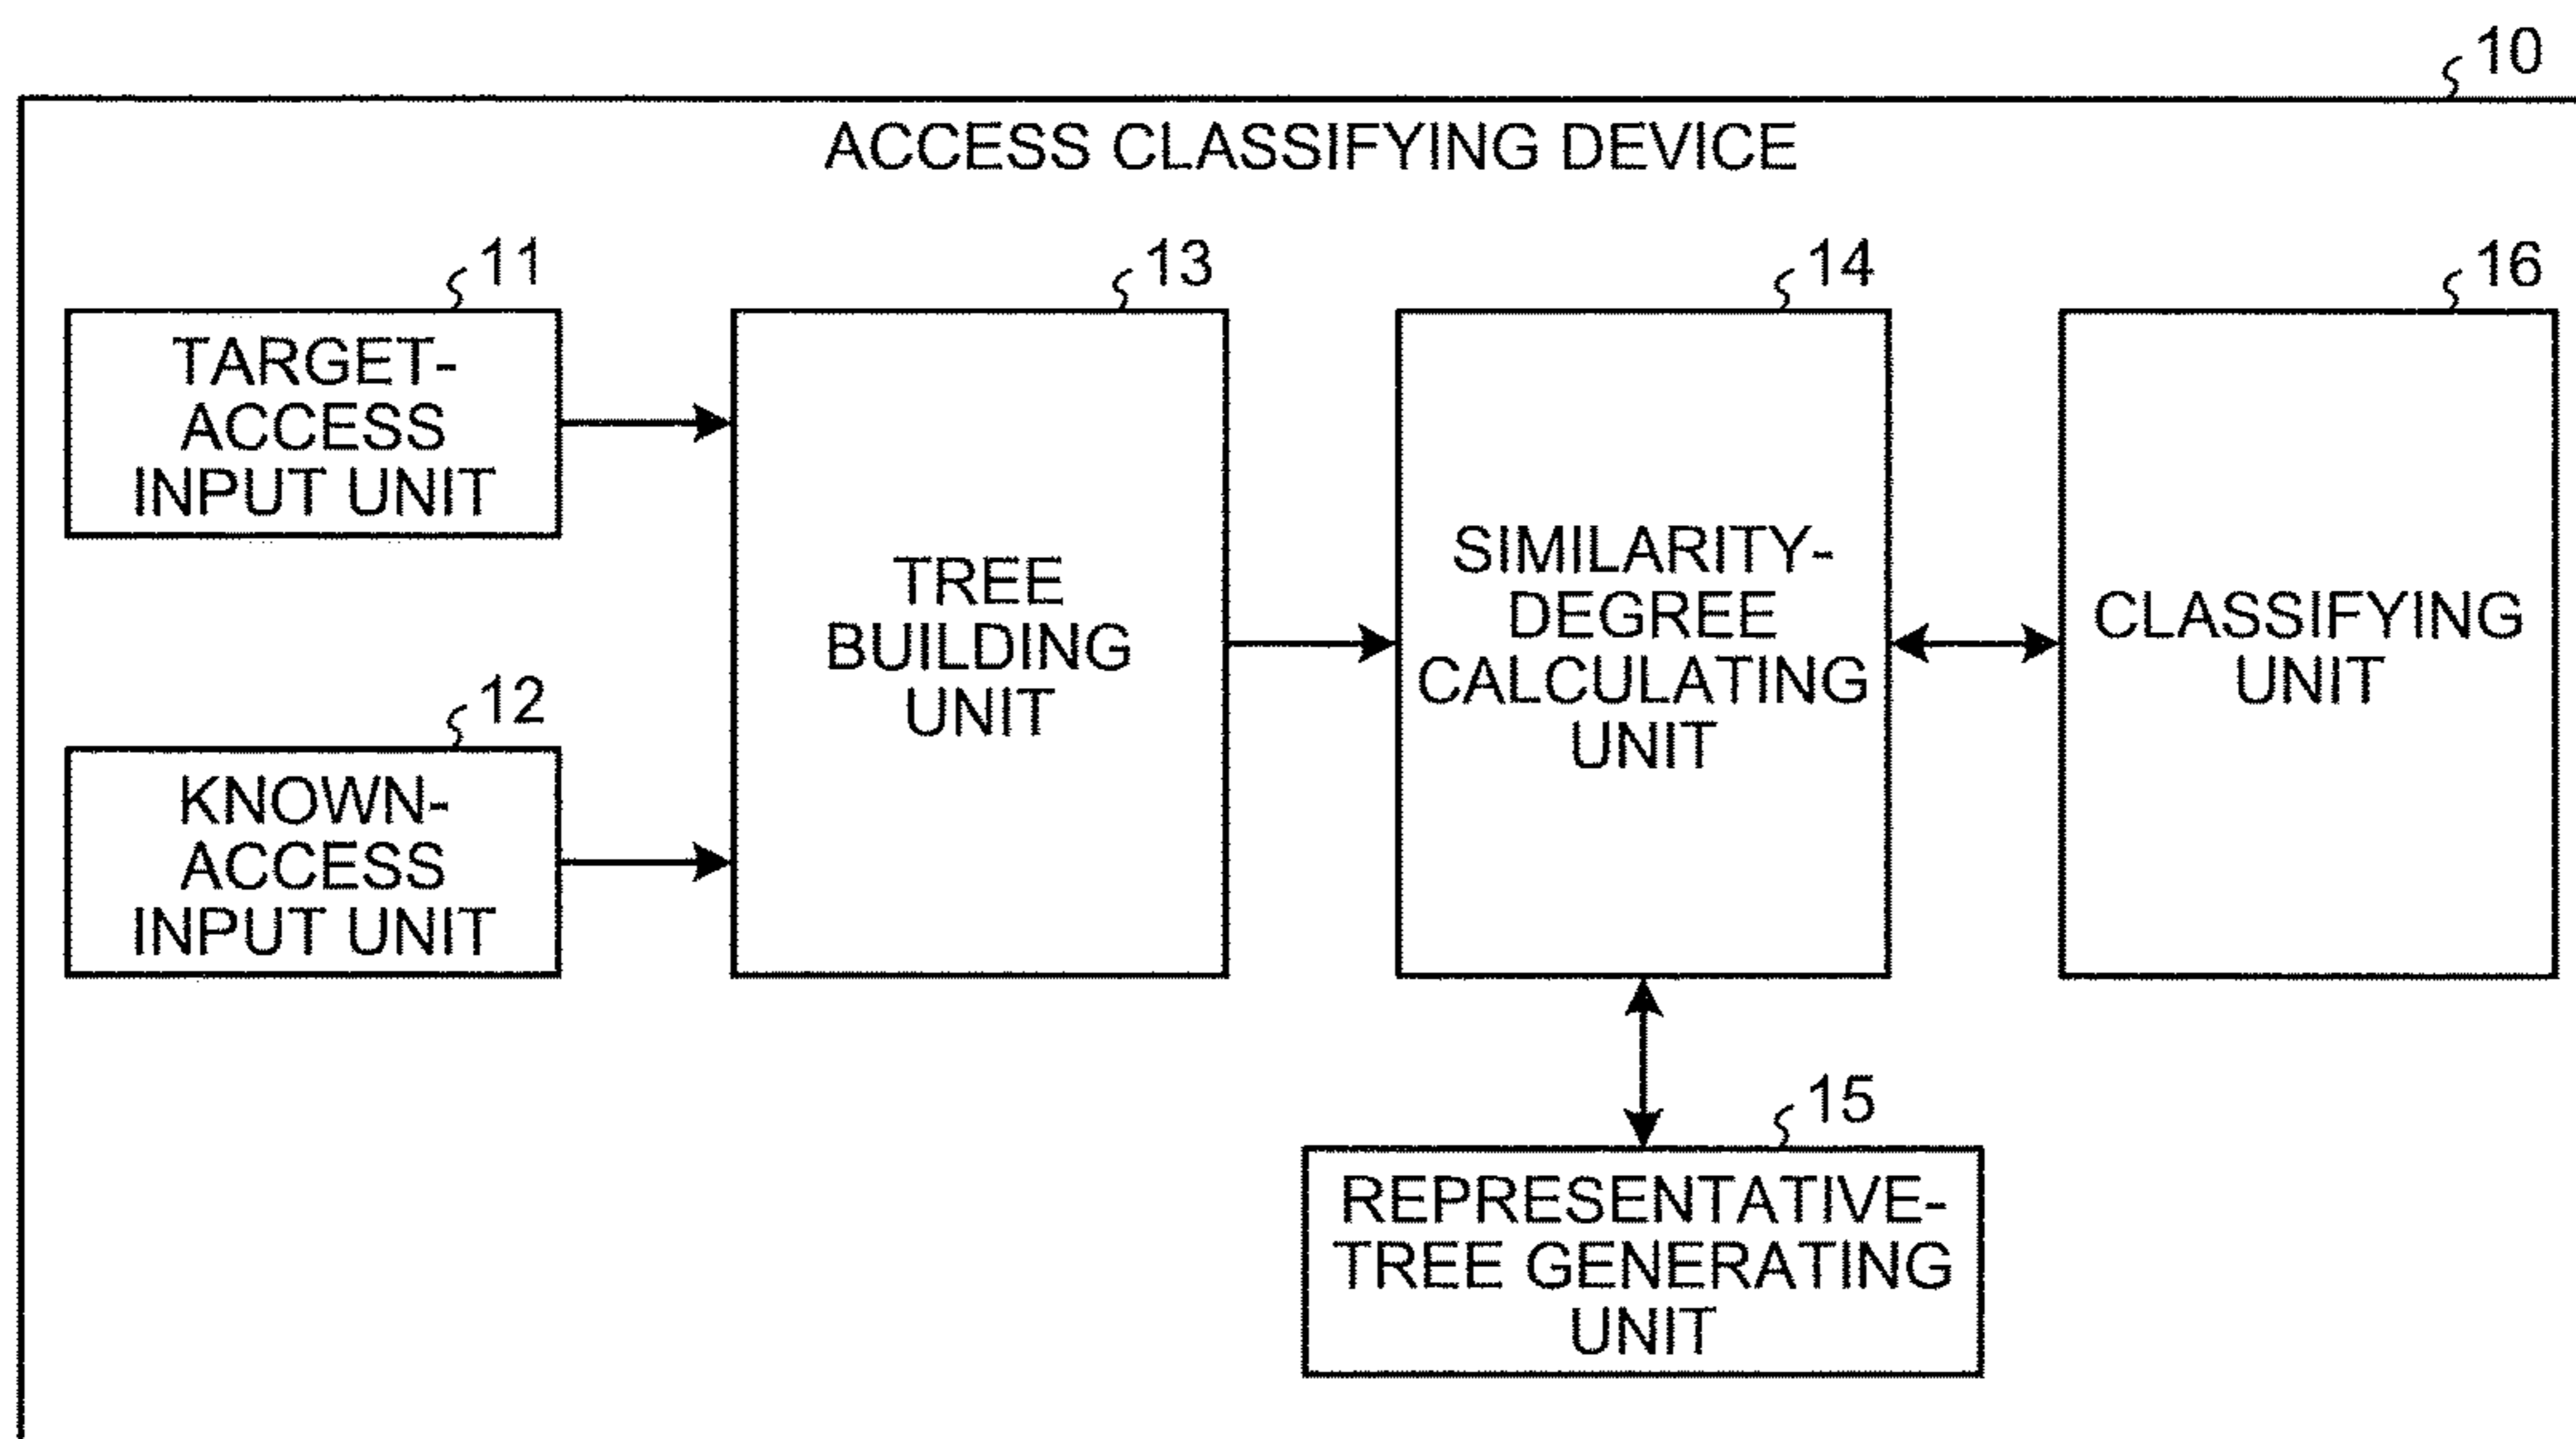 10
ACCESS CLASSIFYING DEVICE
11
TARGET-
ACCESS
INPUT UNIT
12
KNOWN-
ACCESS
INPUT UNIT
13
TREE
BUILDING
UNIT
14
SIMILARITY-
DEGREE
CALCULATING
UNIT
16
CLASSIFYING
UNIT
15
REPRESENTATIVE-
TREE GENERATING
UNIT